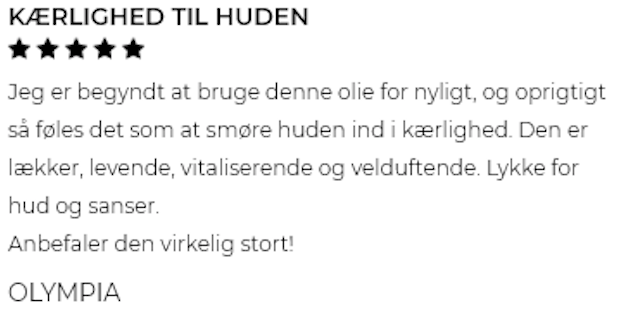 KÆRLIGHED TIL HUDEN
★★★★★
Jeg er begyndt at bruge denne olie for nyligt, og oprigtigt
så føles det som at smøre huden ind i kærlighed. Den er
lækker, levende, vitaliserende og velduftende. Lykke for
hud og sanser.
Anbefaler den virkelig stort!
OLYMPIA